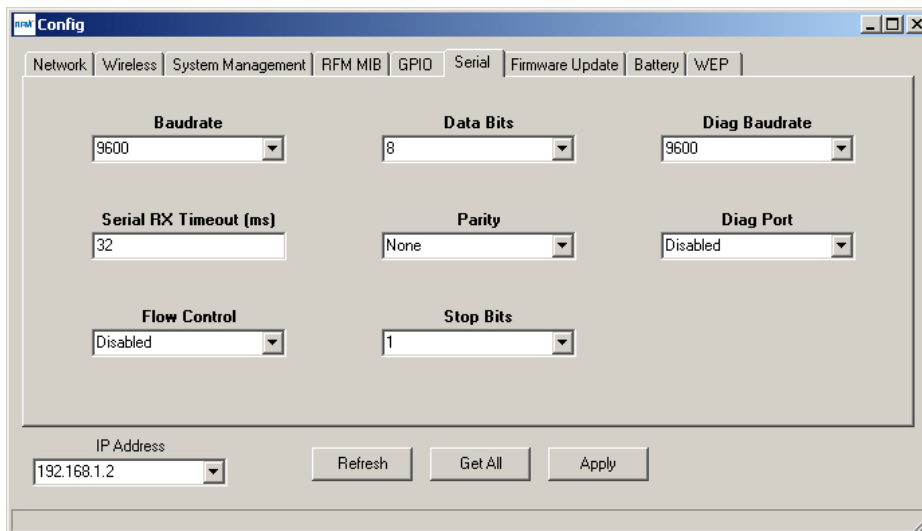 RFM Config
Network Wireless System Management RFM MIB GPIO Serial Firmware Update Battery WEP
Baudrate Data Bits Diag Baudrate
9600 8 9600
Serial RX Timeout (ms) Parity Diag Port
32 None Disabled
Flow Control Stop Bits
Disabled 1
IP Address
192.168.1.2 Refresh Get All Apply